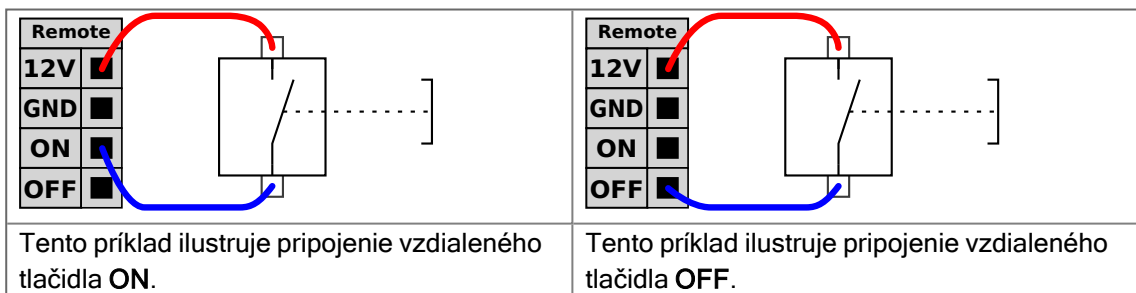 Remote
12V
GND
ON
OFF
Tento príklad ilustruje pripojenie vzdialeného
tlačidla ON.
Remote
12V
GND
ON
OFF
Tento príklad ilustruje pripojenie vzdialeného
tlačidla OFF.